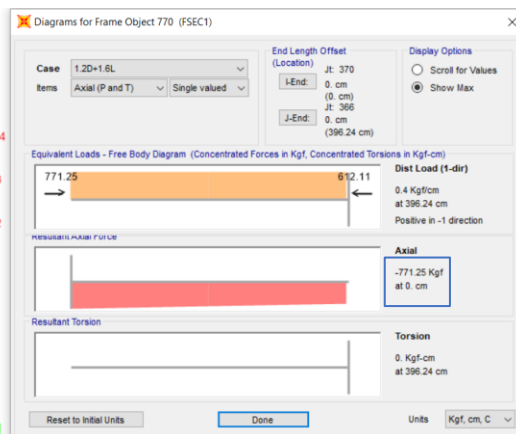 Diagrams for Frame Object 770 (FSEC1)
Case 1.2D+1.6L
Items Axial (P and T) Single valued
End Length Offset
(Location)
Jt: 370
I-End: 0. cm
(0. cm)
Jt: 366
J-End: 0. cm
(396.24 cm)
Display Options
Scroll for Values
Show Max
Equivalent Loads - Free Body Diagram (Concentrated Forces in Kgf, Concentrated Torsions in Kgf-cm)
771.25 612.11
Dist Load (1-dir)
0.4 Kgf/cm
at 396.24 cm
Positive in -1 direction
Resultant Axial Force
Axial
-771.25 Kgf
at 0. cm
Resultant Torsion
Torsion
0. Kgf-cm
at 396.24 cm
Reset to Initial Units Done Units Kgf, cm, C